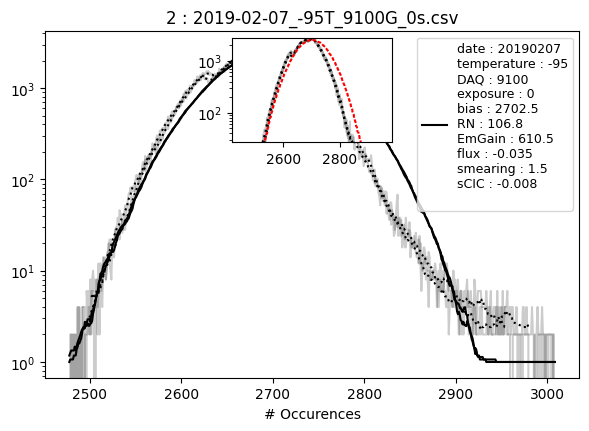 2 : 2019-02-07_-95T_9100G_0s.csv
10³
10²
10¹
10⁰
10³
10²
2600
2800
date : 20190207
temperature : -95
DAQ : 9100
exposure : 0
bias : 2702.5
RN : 106.8
EmGain : 610.5
flux : -0.035
smearing : 1.5
sCIC : -0.008
2500
2600
2700
2800
2900
3000
# Occurences